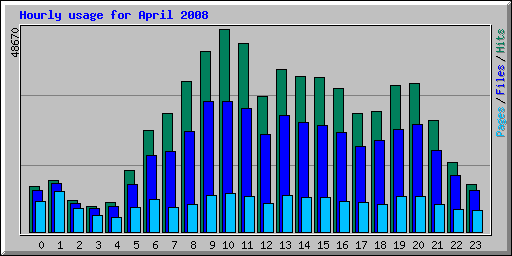 Hourly usage for April 2008
48670
Pages/Files/Hits
0 1 2 3 4 5 6 7 8 9 10 11 12 13 14 15 16 17 18 19 20 21 22 23